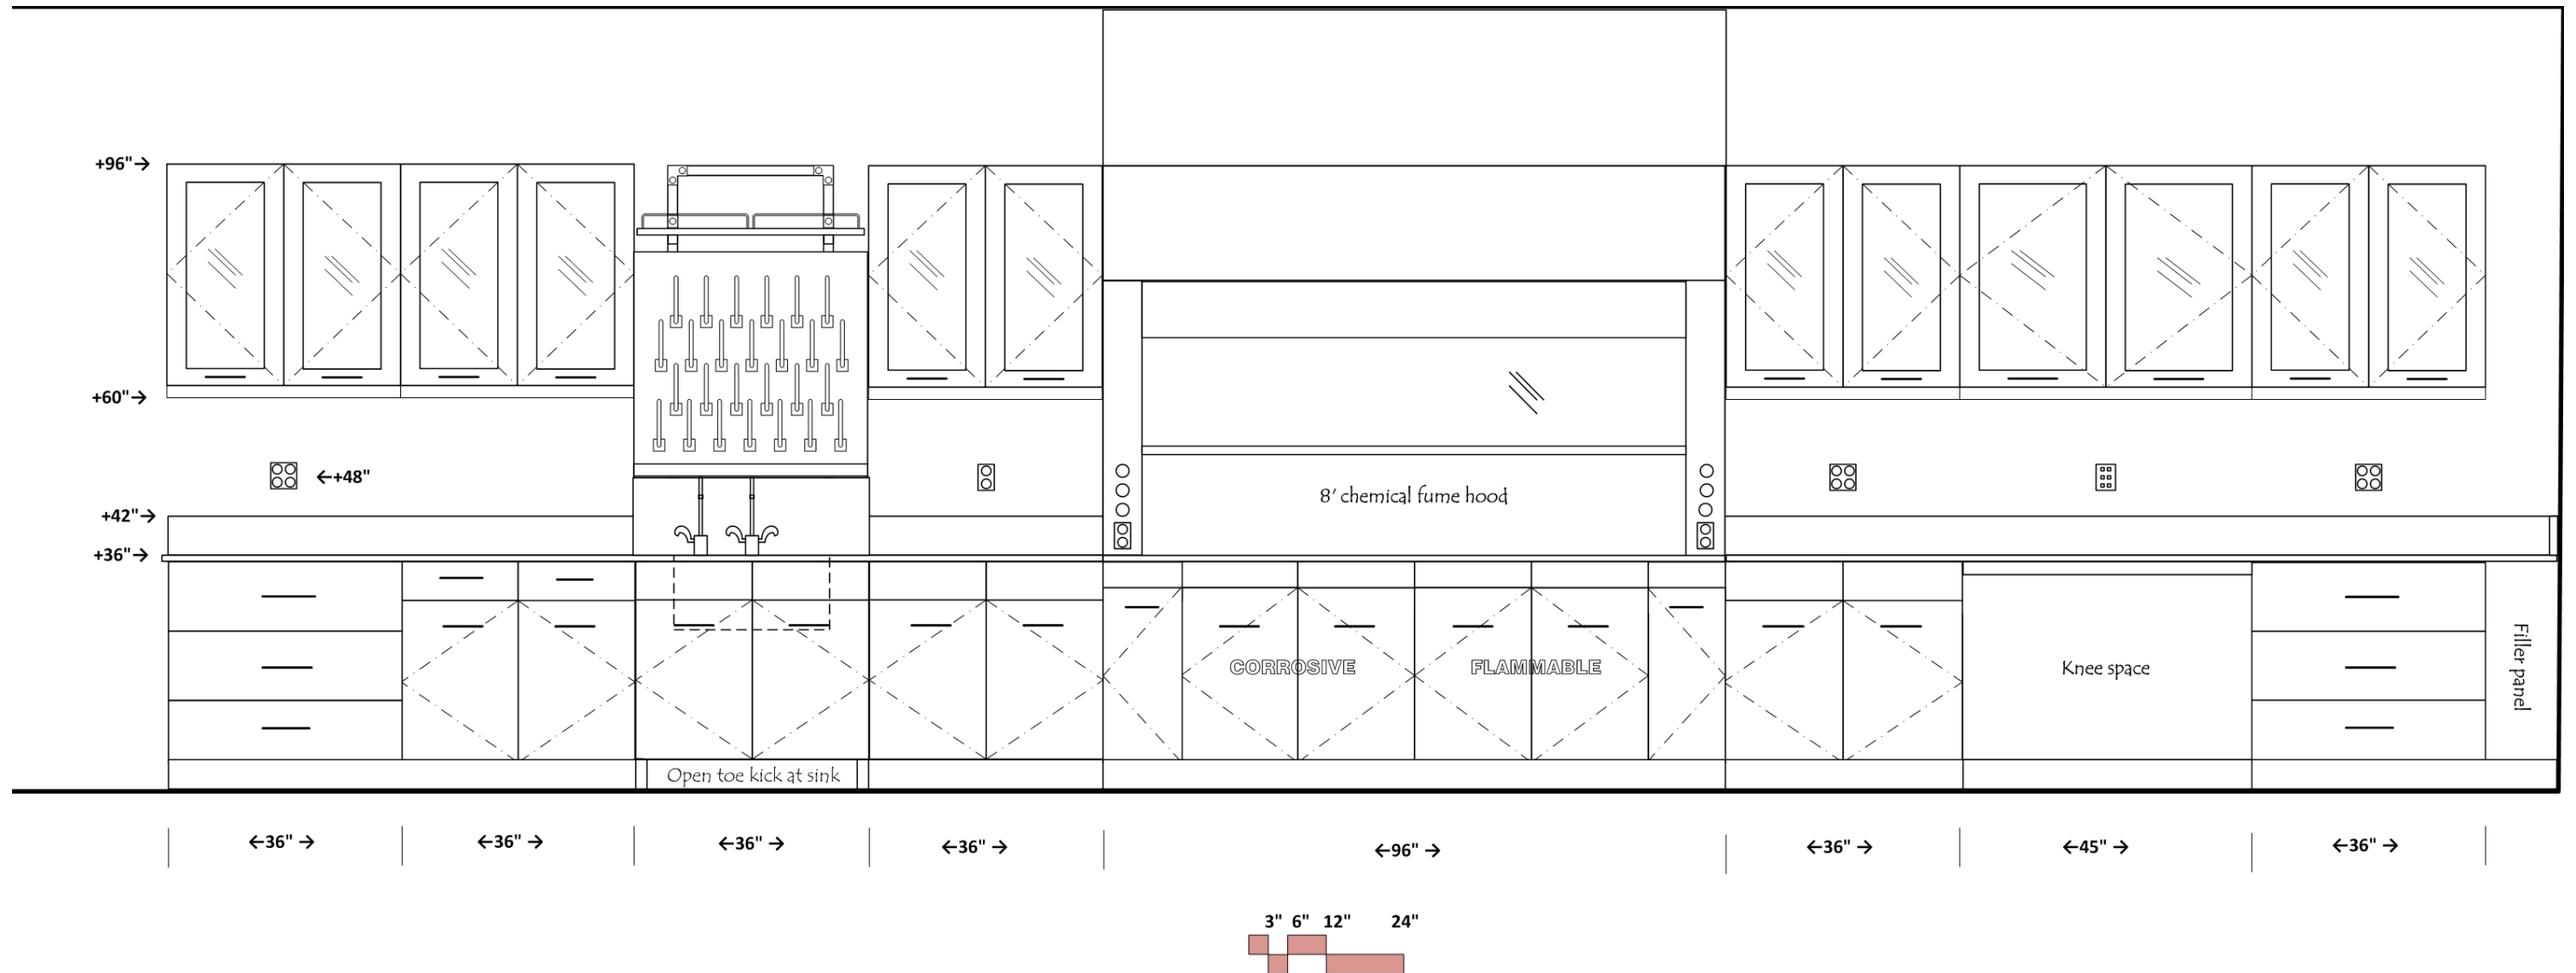 +96"→
+60"→
←+48"
+42"→
+36"→
8' chemical fume hood
CORROSIVE
FLAMMABLE
Knee space
Filler panel
Open toe kick at sink
←36" →
←36" →
←36" →
←36" →
←96" →
←36" →
←45" →
←36" →
3" 6" 12" 24"